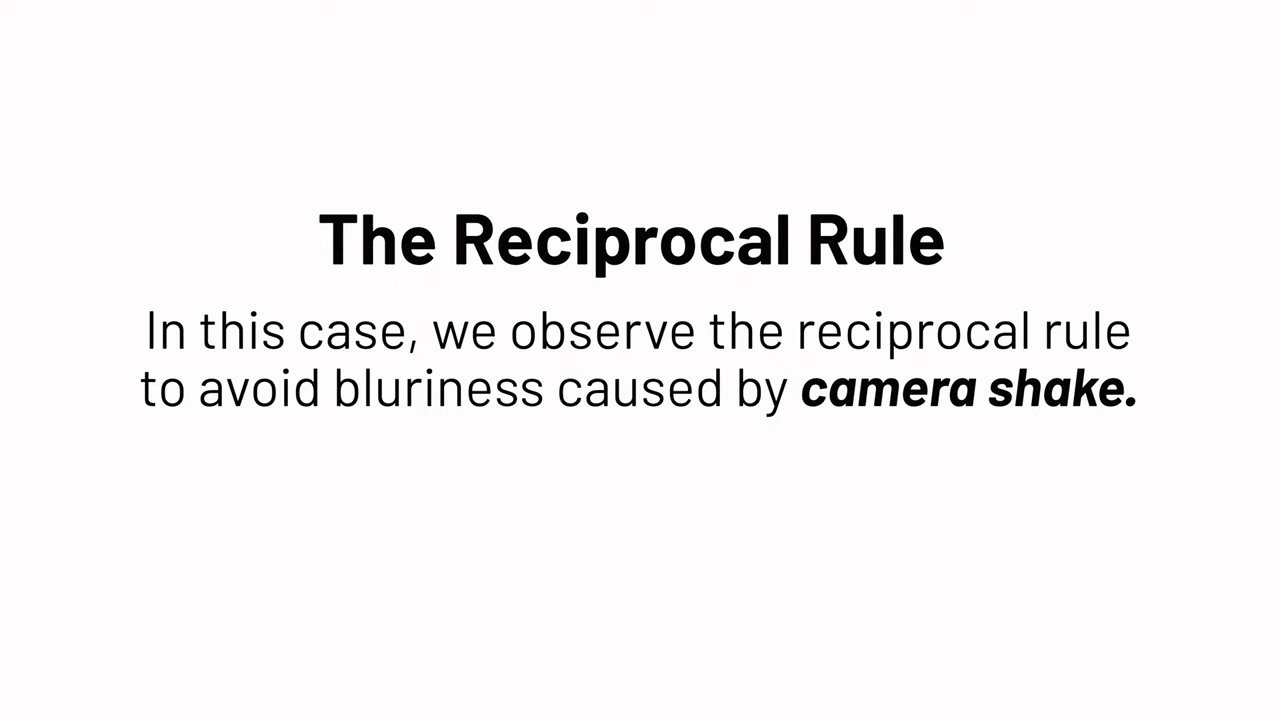 The Reciprocal Rule
In this case, we observe the reciprocal rule
to avoid bluriness caused by camera shake.